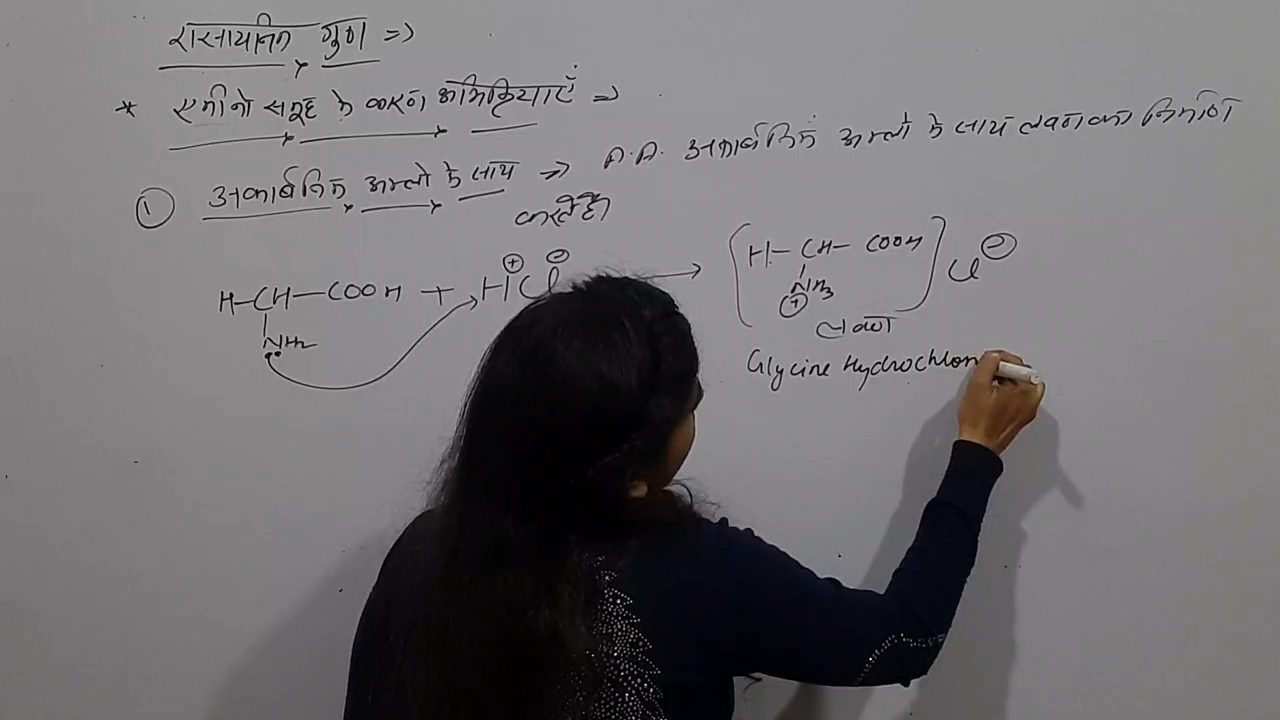 रासायनिक गुण =>
* एमीनो समूह के कारण अभिक्रियाएँ =>
① अकार्बनिक अम्लों के साथ => A.A. अकार्बनिक अम्लों के साथ लवण का निर्माण
करते हैं।
H-CH-COOH + H⊕Cl⊖ → [H-CH-COOH] Cl⊖
NH2 NH3⊕
लवण
Glycine Hydrochlor